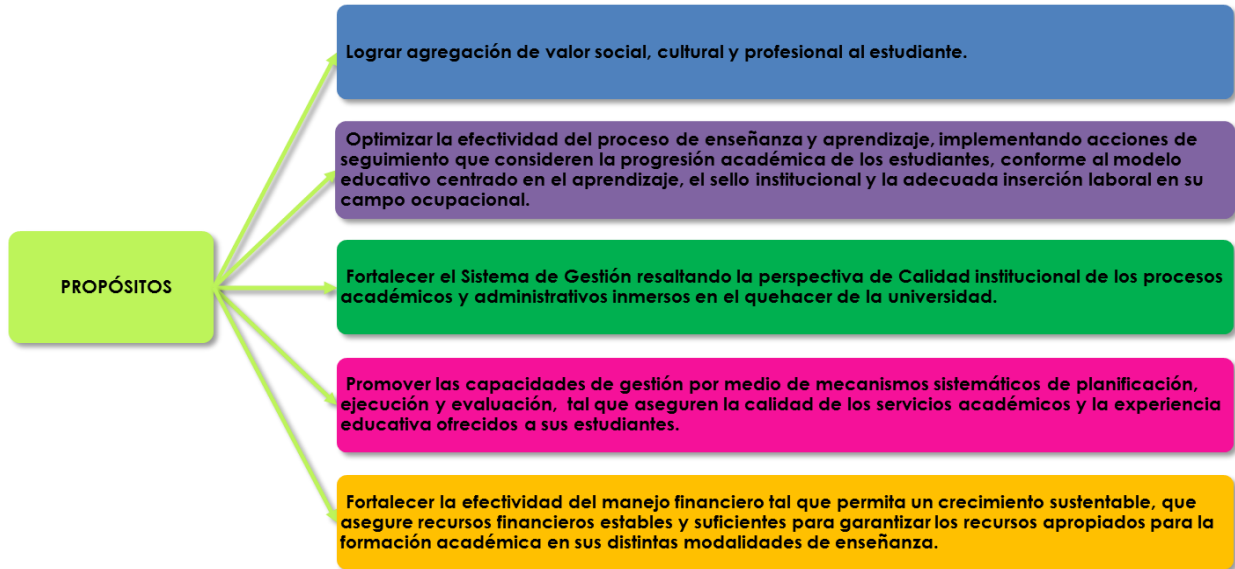 PROPÓSITOS
Lograr agregación de valor social, cultural y profesional al estudiante.
Optimizar la efectividad del proceso de enseñanza y aprendizaje, implementando acciones de
seguimiento que consideren la progresión académica de los estudiantes, conforme al modelo
educativo centrado en el aprendizaje, el sello institucional y la adecuada inserción laboral en su
campo ocupacional.
Fortalecer el Sistema de Gestión resaltando la perspectiva de Calidad institucional de los procesos
académicos y administrativos inmersos en el quehacer de la universidad.
Promover las capacidades de gestión por medio de mecanismos sistemáticos de planificación,
ejecución y evaluación, tal que aseguren la calidad de los servicios académicos y la experiencia
educativa ofrecidos a sus estudiantes.
Fortalecer la efectividad del manejo financiero tal que permita un crecimiento sustentable, que
asegure recursos financieros estables y suficientes para garantizar los recursos apropiados para la
formación académica en sus distintas modalidades de enseñanza.